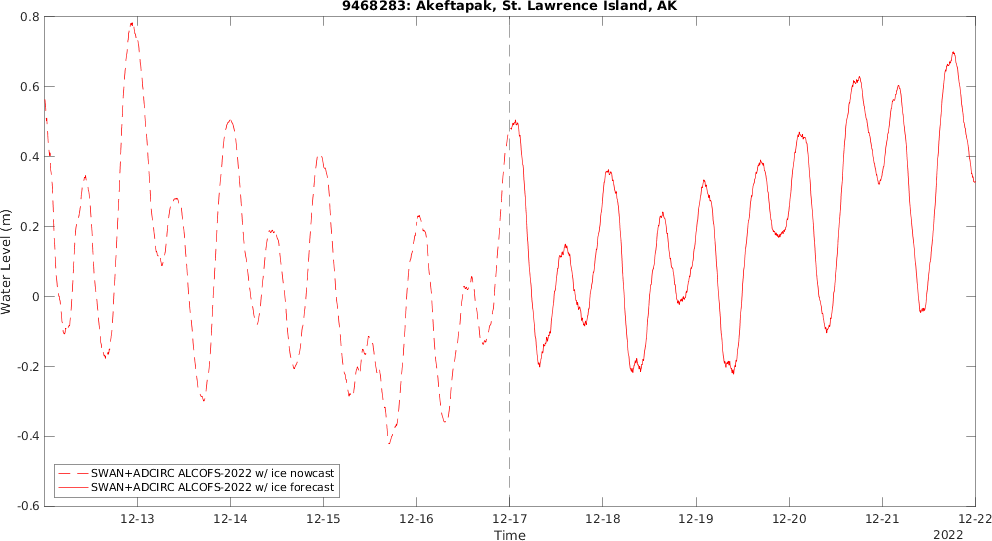 9468283: Akeftapak, St. Lawrence Island, AK
0.8
0.6
0.4
0.2
0
-0.2
-0.4
-0.6
Water Level (m)
SWAN+ADCIRC ALCOFS-2022 w/ ice nowcast
SWAN+ADCIRC ALCOFS-2022 w/ ice forecast
12-13 12-14 12-15 12-16 12-17 12-18 12-19 12-20 12-21 12-22
Time
2022